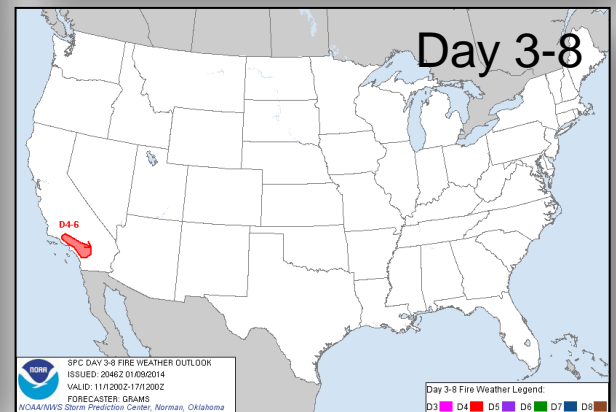 Day 3-8
D4-6
SPC DAY 3-8 FIRE WEATHER OUTLOOK
ISSUED: 2046Z 01/09/2014
VALID: 11/1200Z-17/1200Z
FORECASTER: GRAMS
NOAA/NWS Storm Prediction Center, Norman, Oklahoma
NOAA
Day 3-8 Fire Weather Legend:
D3 D4 D5 D6 D7 D8